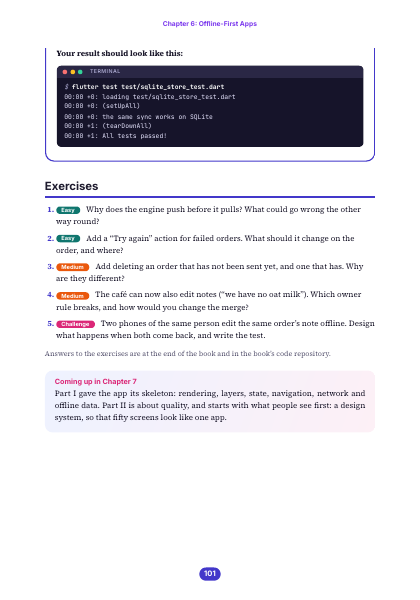 Chapter 6: Offline-First Apps
Your result should look like this:
TERMINAL
$ flutter test test/sqlite_store_test.dart
00:00 +0: loading test/sqlite_store_test.dart
00:00 +0: (setUpAll)
00:00 +0: the same sync works on SQLite
00:00 +1: (tearDownAll)
00:00 +1: All tests passed!
Exercises
1. Easy Why does the engine push before it pulls? What could go wrong the other
way round?
2. Easy Add a “Try again” action for failed orders. What should it change on the
order, and where?
3. Medium Add deleting an order that has not been sent yet, and one that has. Why
are they different?
4. Medium The café can now also edit notes (“we have no oat milk”). Which owner
rule breaks, and how would you change the merge?
5. Challenge Two phones of the same person edit the same order’s note offline. Design
what happens when both come back, and write the test.
Answers to the exercises are at the end of the book and in the book’s code repository.
Coming up in Chapter 7
Part I gave the app its skeleton: rendering, layers, state, navigation, network and
offline data. Part II is about quality, and starts with what people see first: a design
system, so that fifty screens look like one app.
101